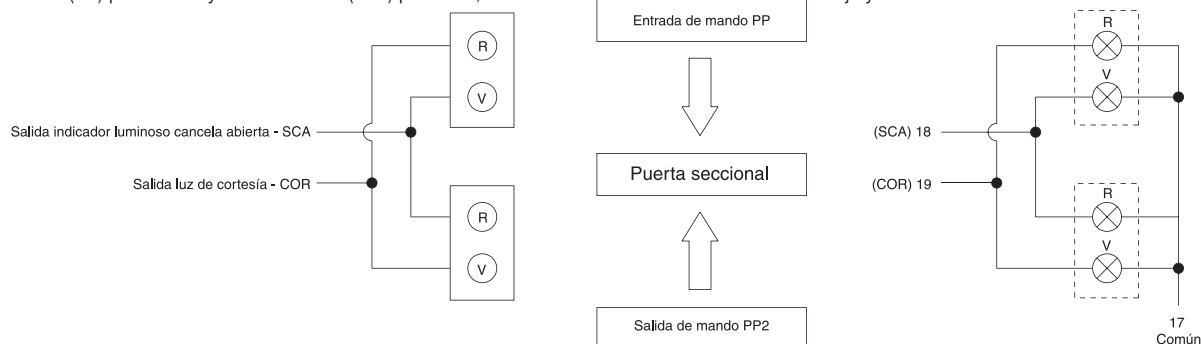 Entrada de mando PP
R
V
Salida indicador luminoso cancela abierta - SCA
Salida luz de cortesía - COR
R
V
Puerta seccional
Salida de mando PP2
R
V
(SCA) 18
(COR) 19
R
V
17
Común